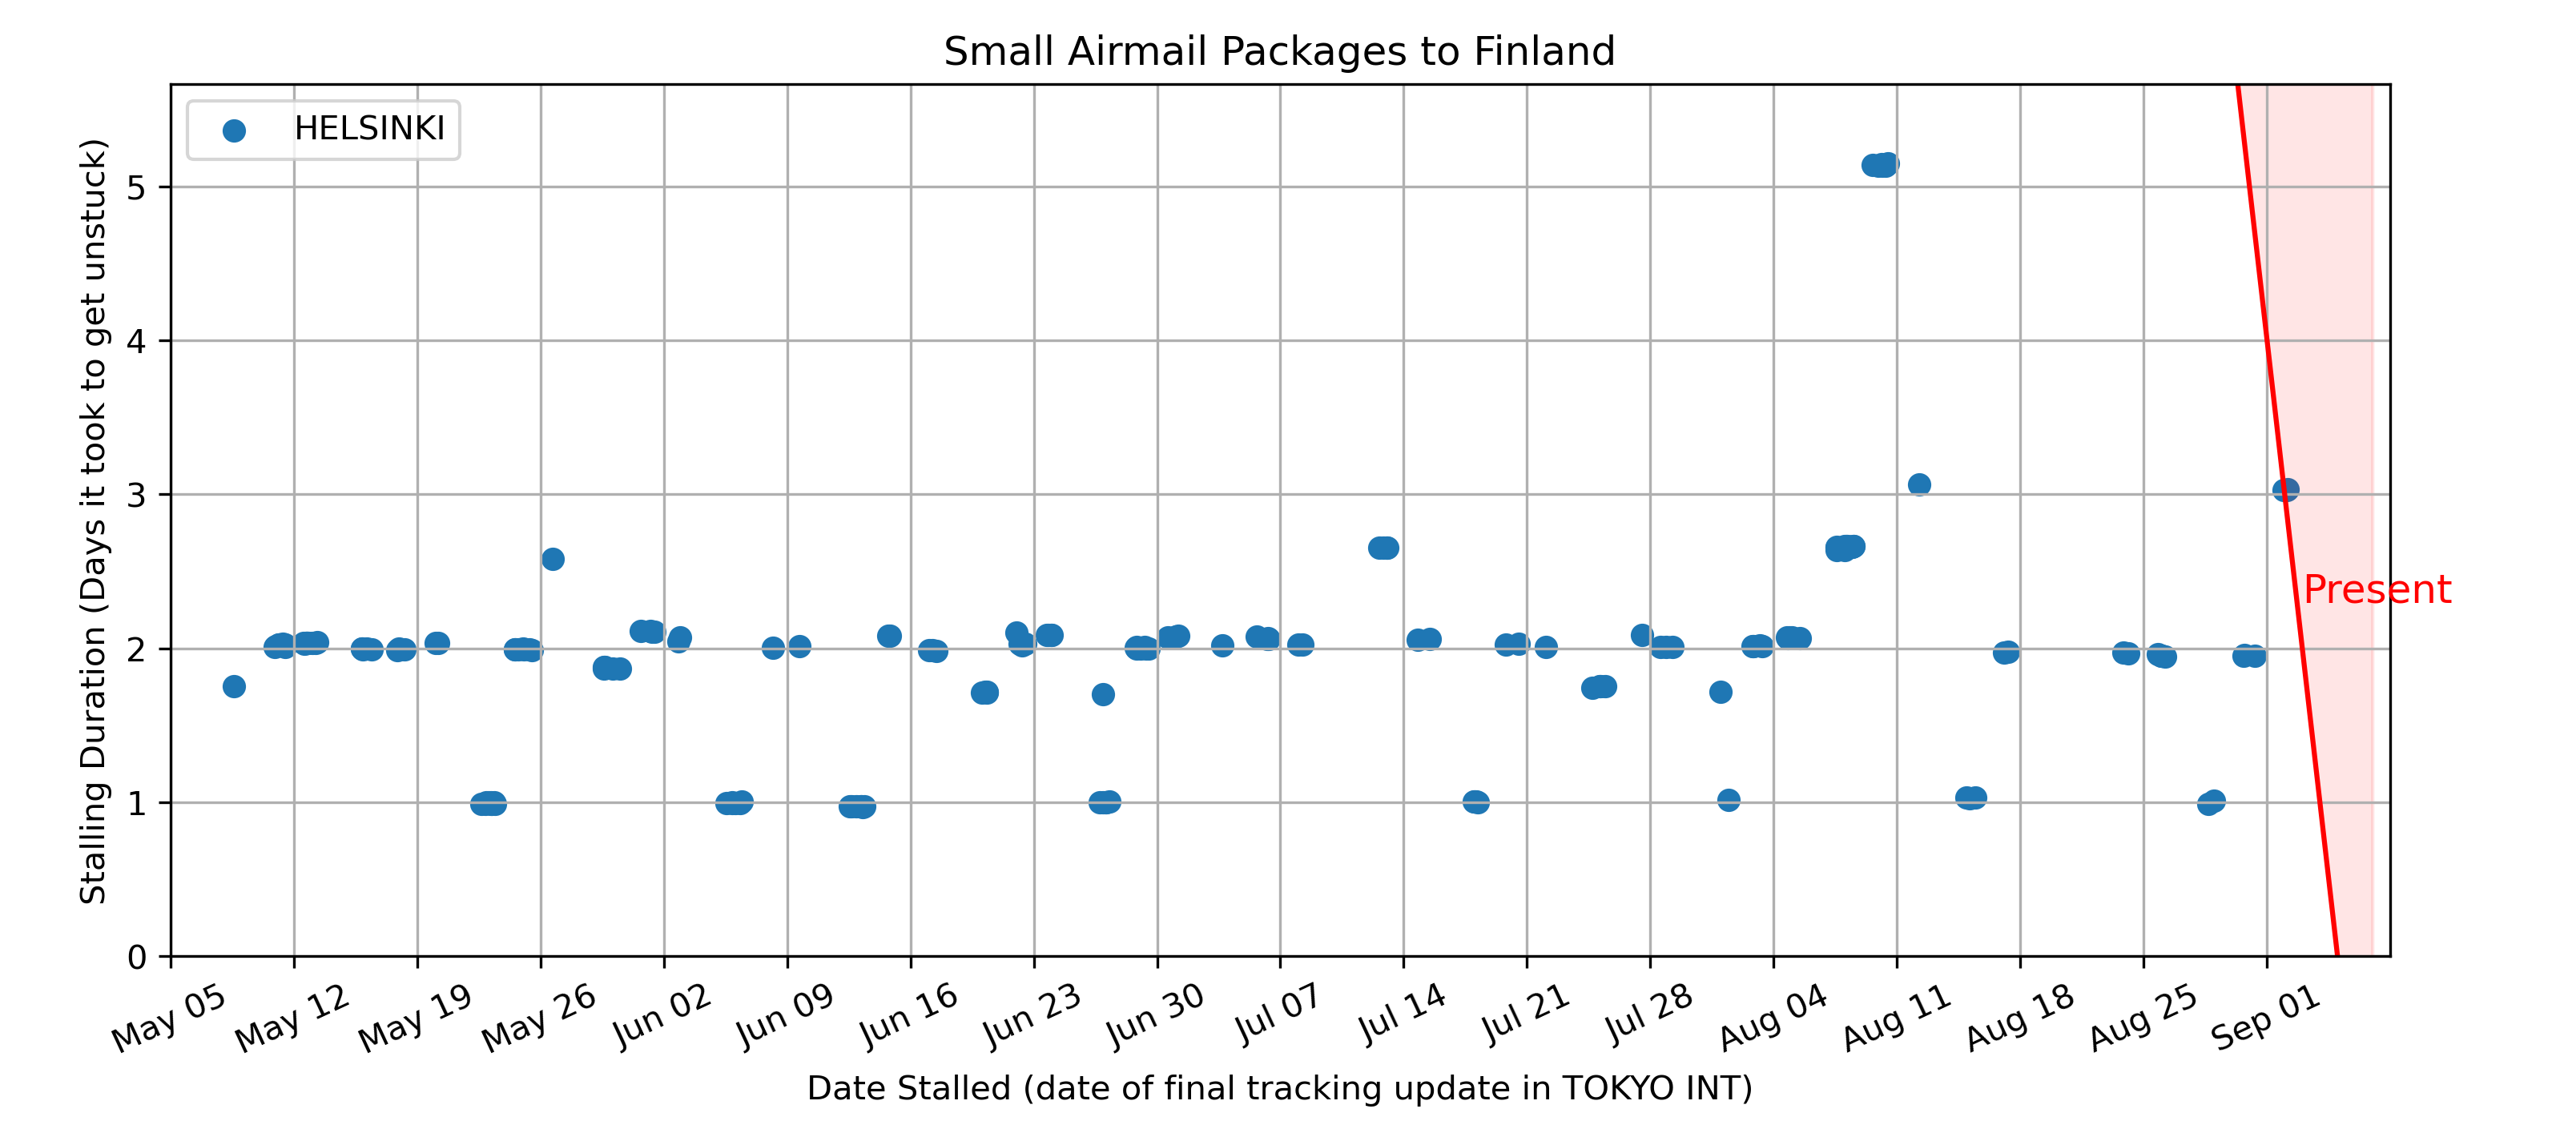 Small Airmail Packages to Finland
HELSINKI
Stalling Duration (Days it took to get unstuck)
5
4
3
2
1
0
Present
May 05
May 12
May 19
May 26
Jun 02
Jun 09
Jun 16
Jun 23
Jun 30
Jul 07
Jul 14
Jul 21
Jul 28
Aug 04
Aug 11
Aug 18
Aug 25
Sep 01
Date Stalled (date of final tracking update in TOKYO INT)